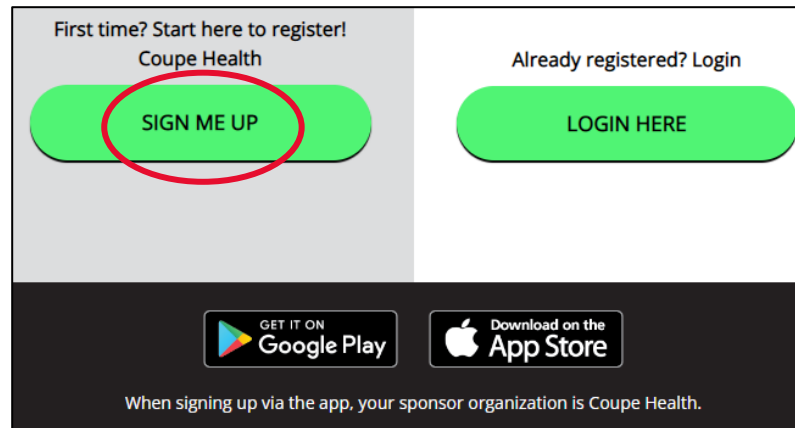 First time? Start here to register!
Coupe Health
SIGN ME UP
Already registered? Login
LOGIN HERE
GET IT ON
Google Play
Download on the
App Store
When signing up via the app, your sponsor organization is Coupe Health.